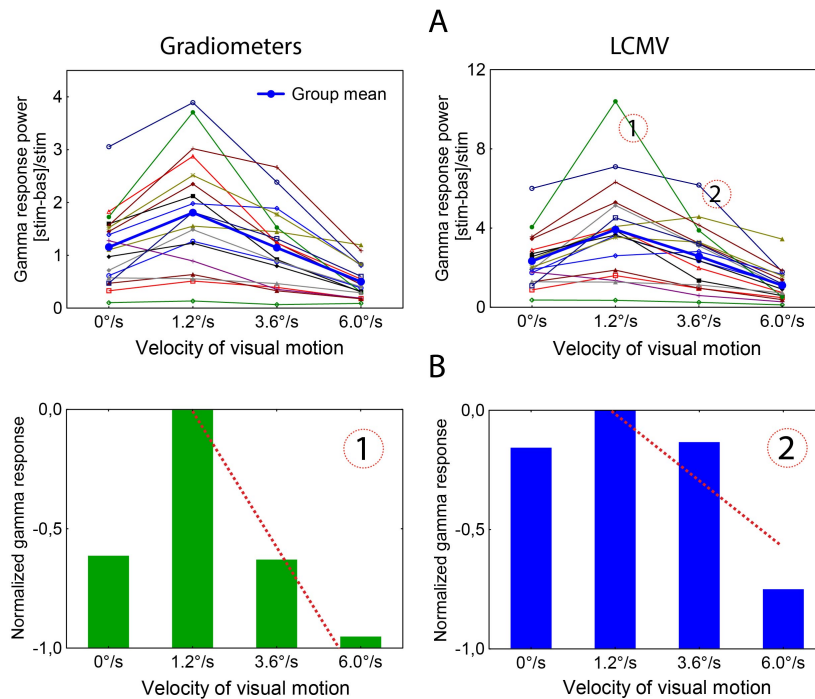 A
Gradiometers
LCMV
Gamma response power
[stim-bas]/stim
4
3
2
1
0
Group mean
0°/s 1.2°/s 3.6°/s 6.0°/s
Velocity of visual motion
Gamma response power
[stim-bas]/stim
12
8
4
0
1
2
0°/s 1.2°/s 3.6°/s 6.0°/s
Velocity of visual motion
B
Normalized gamma response
0,0
-0,5
-1,0
1
0°/s 1.2°/s 3.6°/s 6.0°/s
Velocity of visual motion
Normalized gamma response
0,0
-0,5
-1,0
2
0°/s 1.2°/s 3.6°/s 6.0°/s
Velocity of visual motion